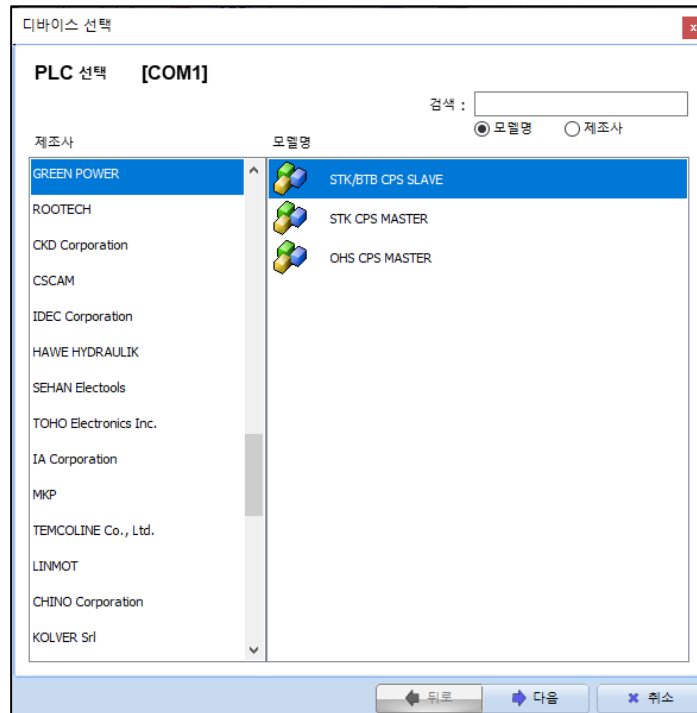 디바이스 선택
x
PLC 선택 [COM1]
검색 :
모델명 제조사
제조사 모델명
GREEN POWER
ROOTECH
CKD Corporation
CSCAM
IDEC Corporation
HAWE HYDRAULIK
SEHAN Electools
TOHO Electronics Inc.
IA Corporation
MKP
TEMCOLINE Co., Ltd.
LINMOT
CHINO Corporation
KOLVER Srl
STK/BTB CPS SLAVE
STK CPS MASTER
OHS CPS MASTER
뒤로 다음 취소